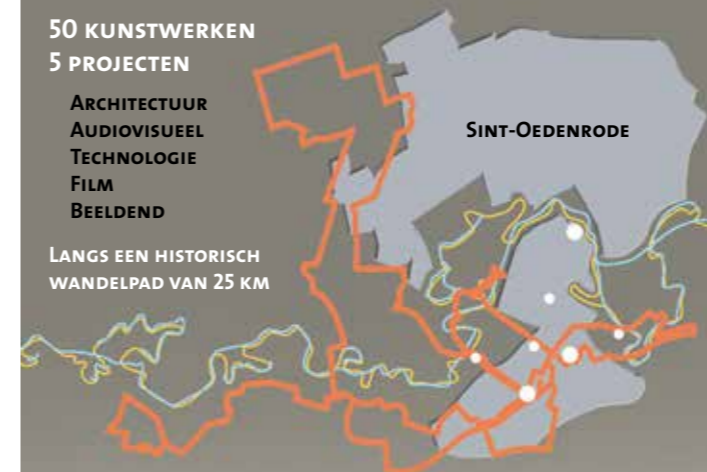 50 KUNSTWERKEN
5 PROJECTEN
ARCHITECTUUR
AUDIOVISUEEL
TECHNOLOGIE
FILM
BEELDEND
LANGS EEN HISTORISCH
WANDELPAD VAN 25 KM
SINT-OEDENRODE